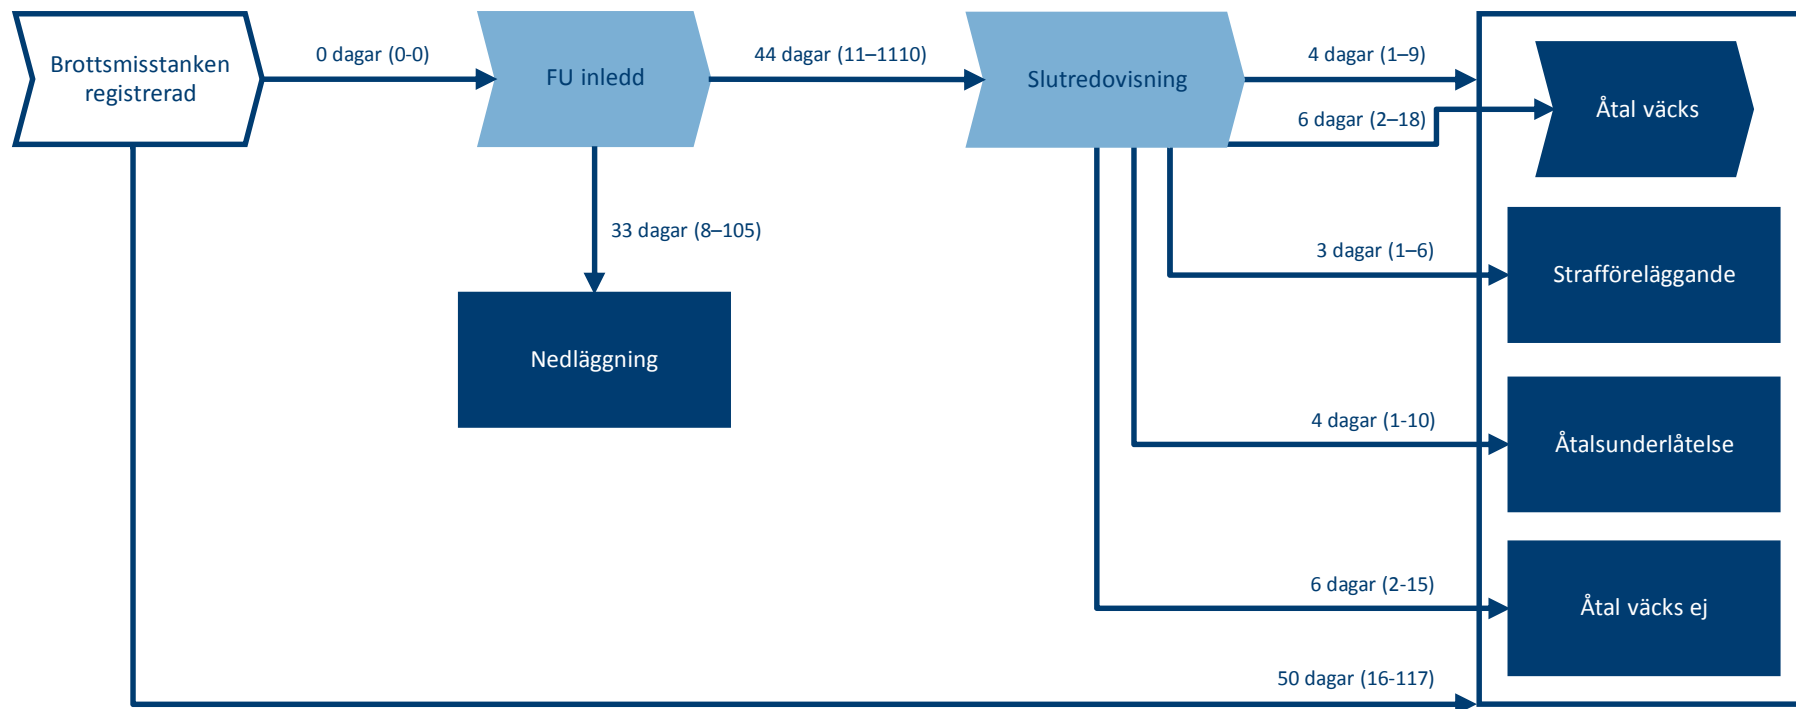 Brottsmisstanken
registrerad
0 dagar (0-0)
FU inledd
44 dagar (11–1110)
Slutredovisning
4 dagar (1–9)
6 dagar (2–18)
Åtal väcks
33 dagar (8–105)
Nedläggning
3 dagar (1–6)
Strafföreläggande
4 dagar (1-10)
Åtalsunderlåtelse
6 dagar (2-15)
Åtal väcks ej
50 dagar (16-117)